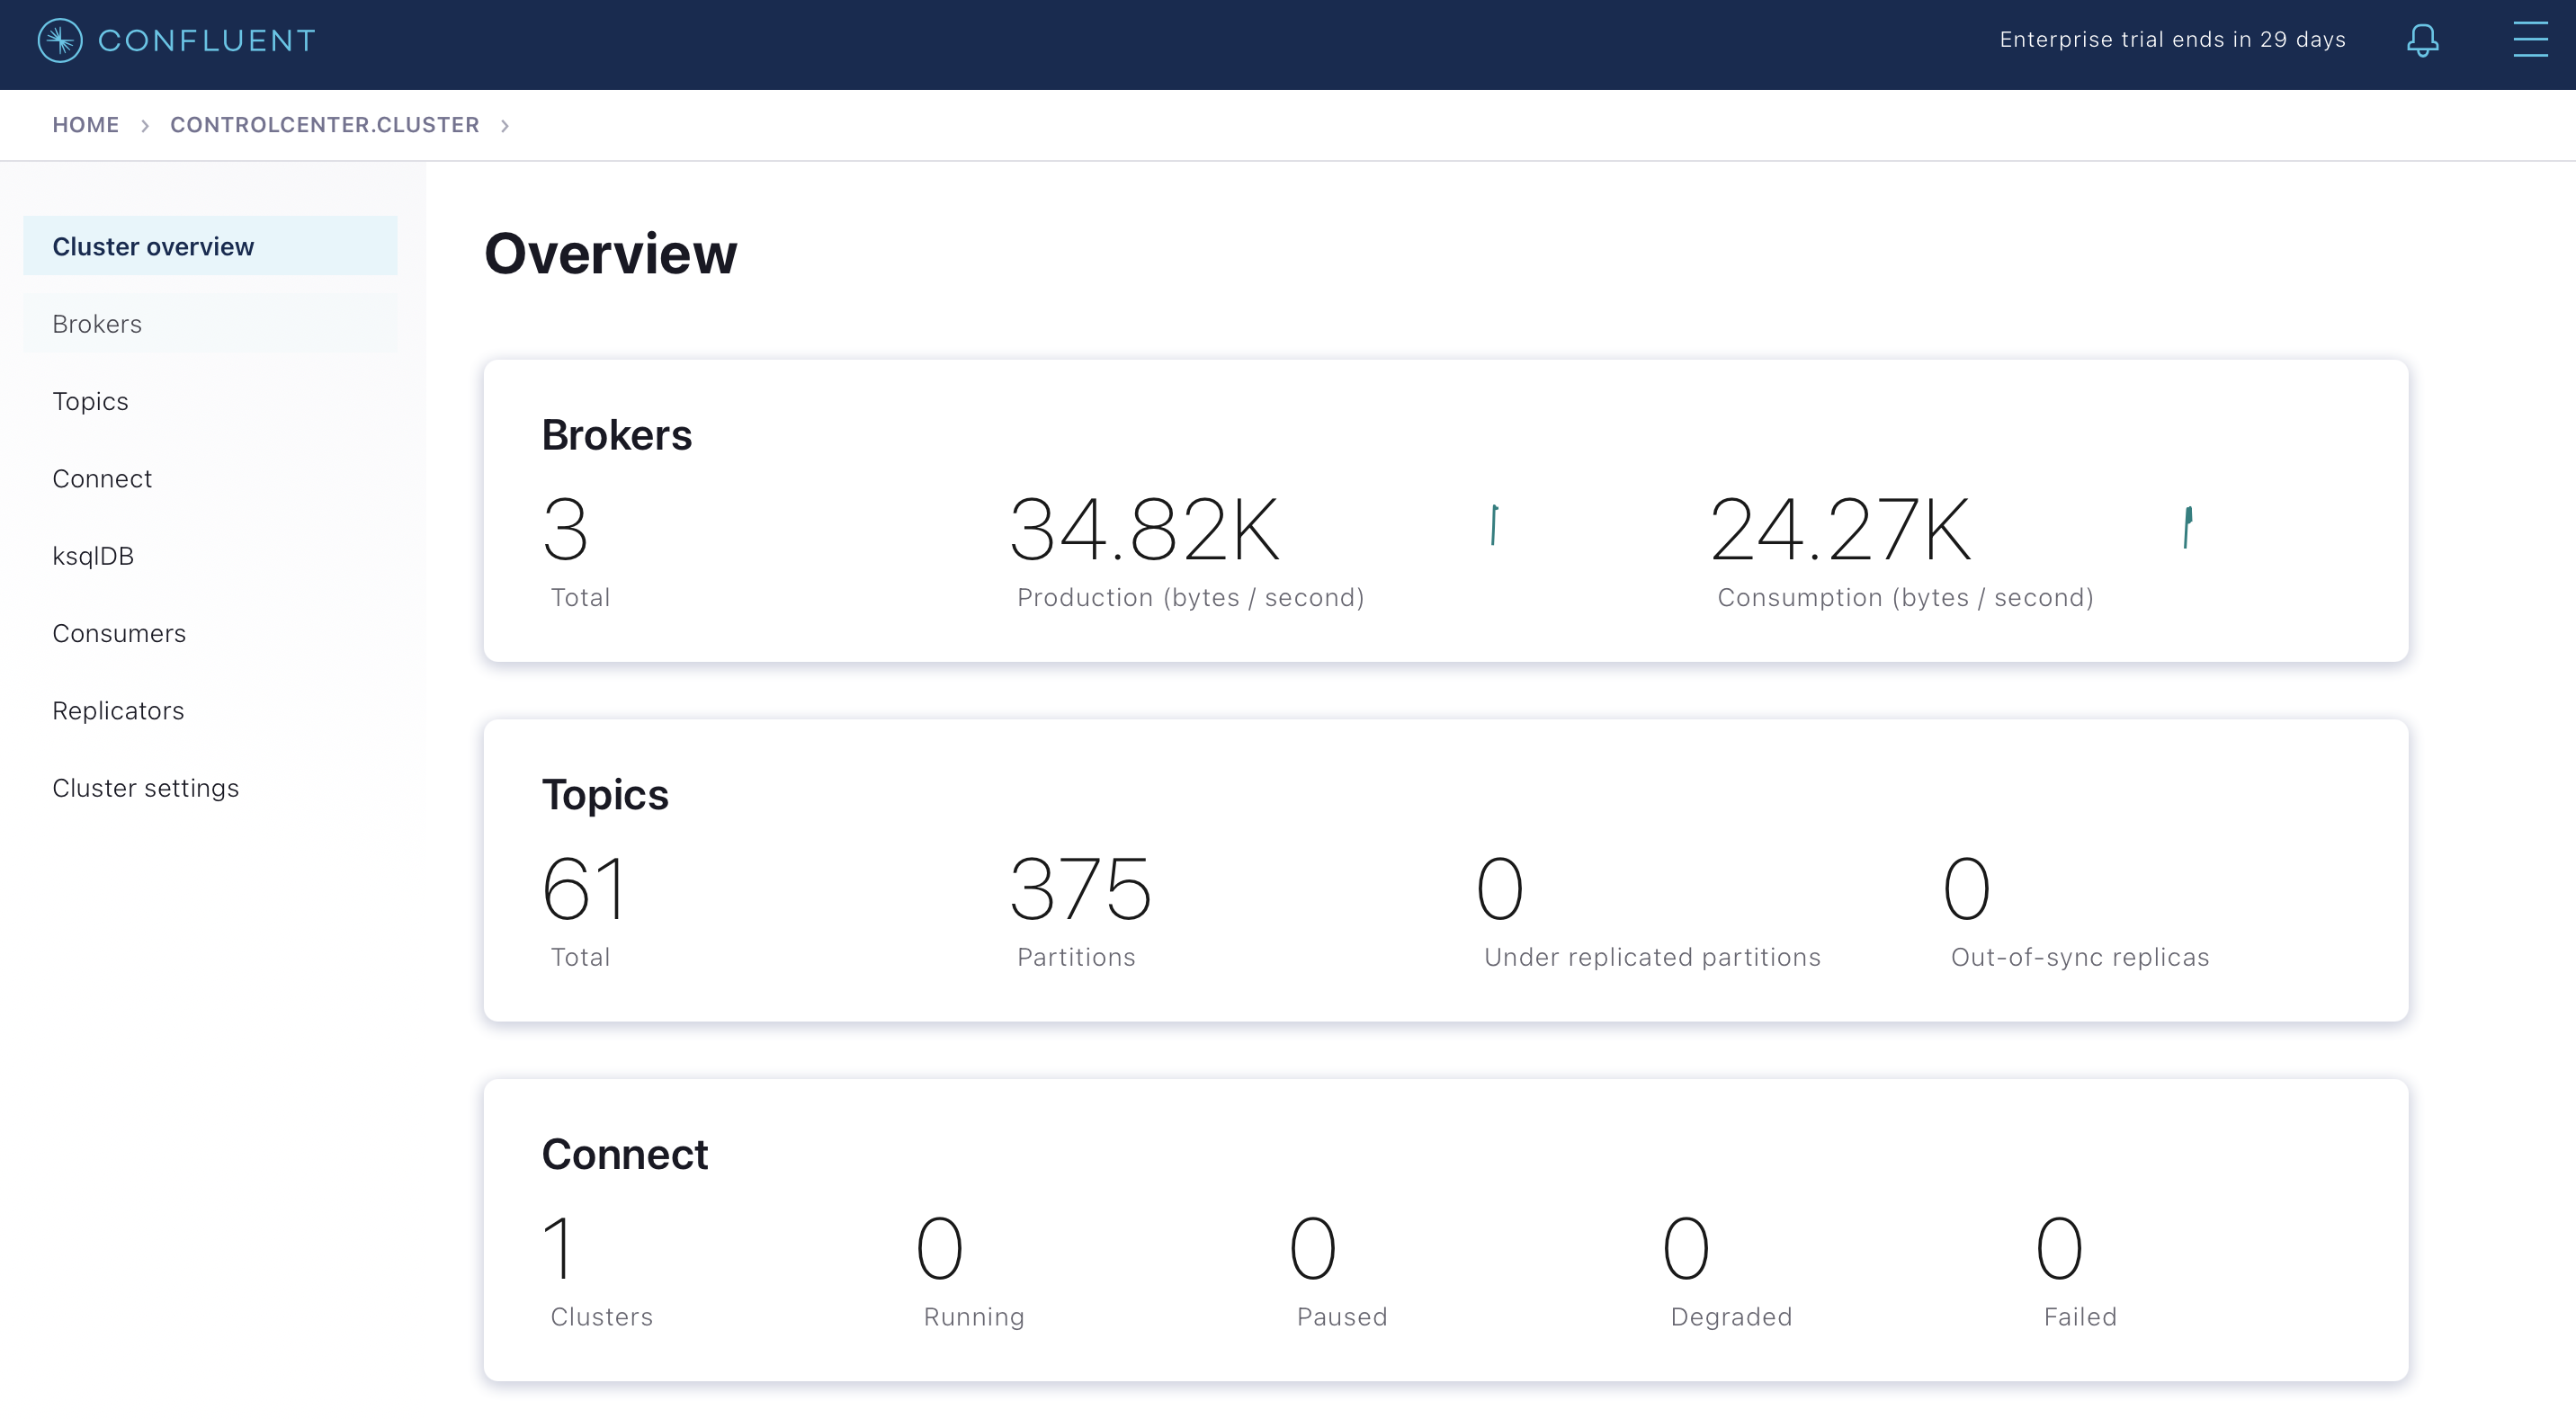 CONFLUENT
Enterprise trial ends in 29 days
HOME > CONTROLCENTER.CLUSTER >
Cluster overview
Brokers
Topics
Connect
ksqlDB
Consumers
Replicators
Cluster settings
Overview
Brokers
3 34.82K 24.27K
Total Production (bytes / second) Consumption (bytes / second)
Topics
61 375 0 0
Total Partitions Under replicated partitions Out-of-sync replicas
Connect
1 0 0 0 0
Clusters Running Paused Degraded Failed